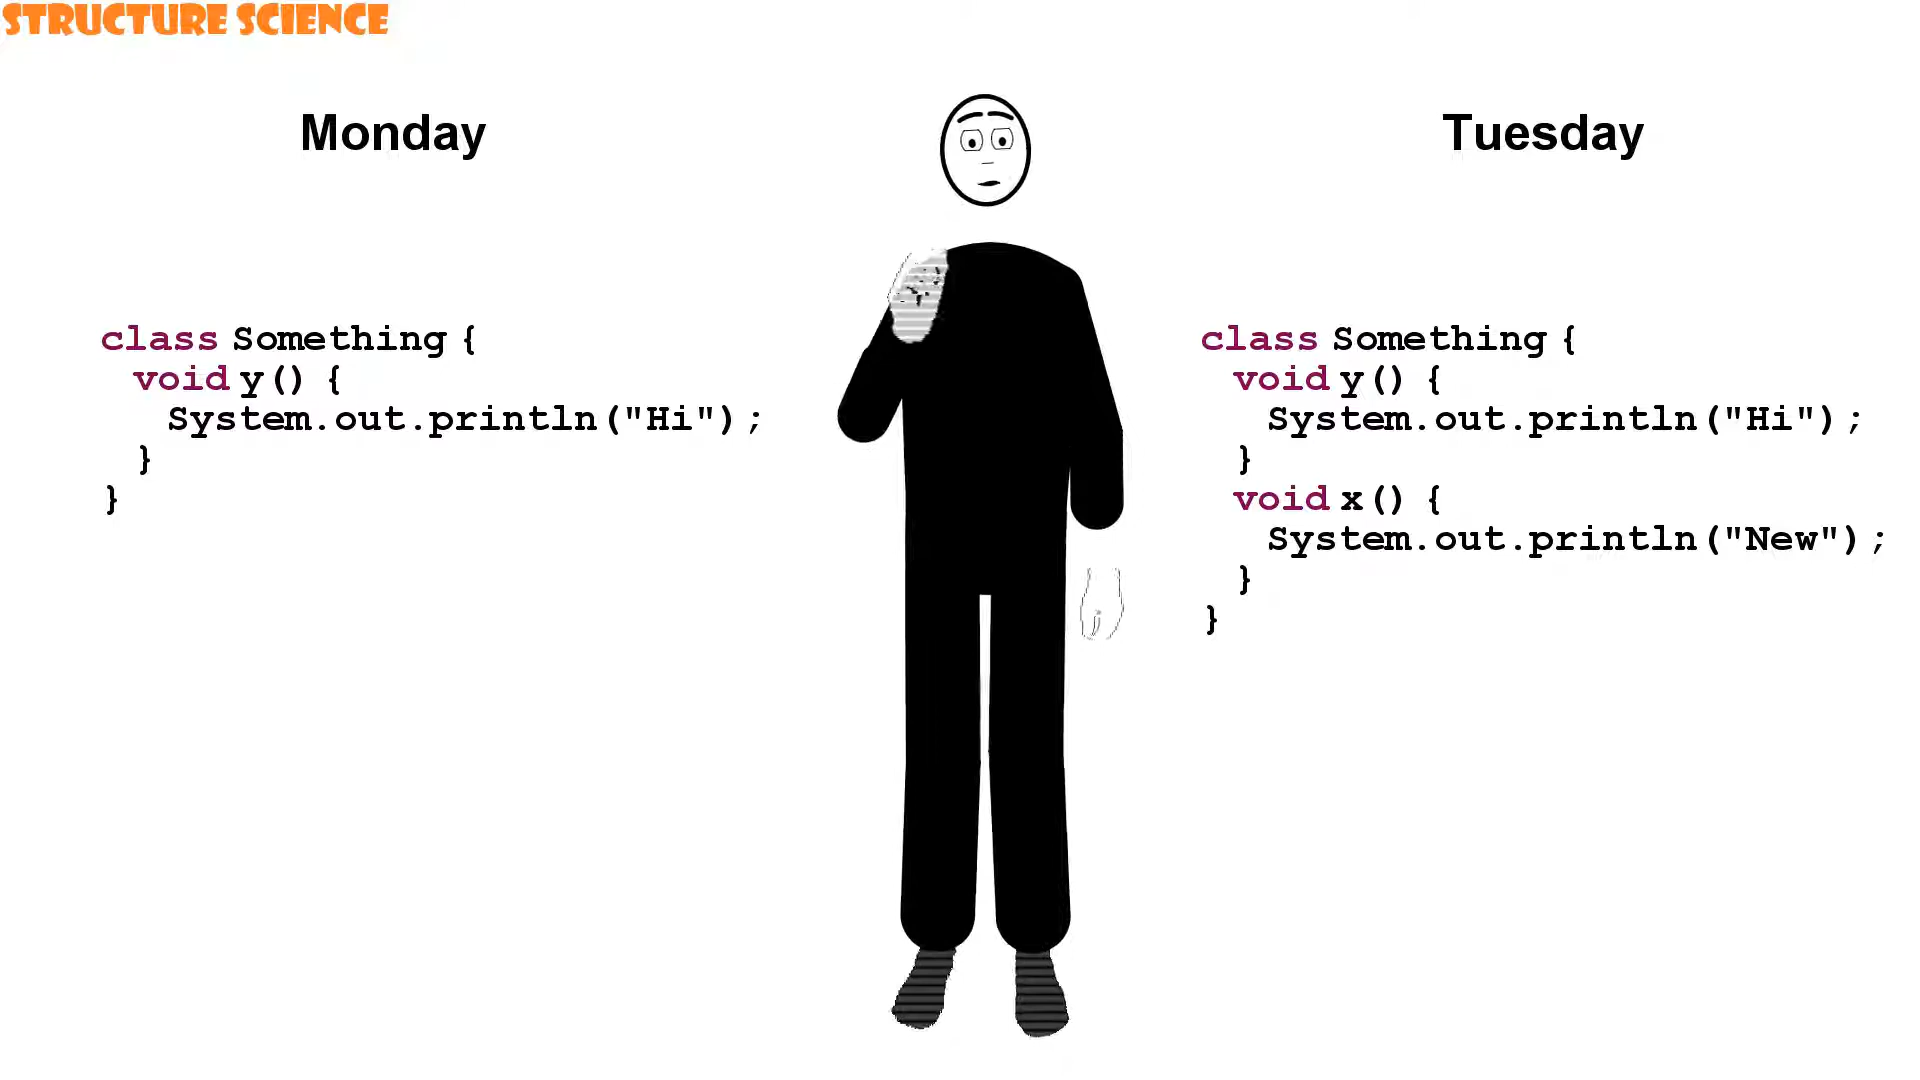 STRUCTURE SCIENCE
Monday
class Something {
void y() {
System.out.println("Hi");
}
}
Tuesday
class Something {
void y() {
System.out.println("Hi");
}
void x() {
System.out.println("New");
}
}